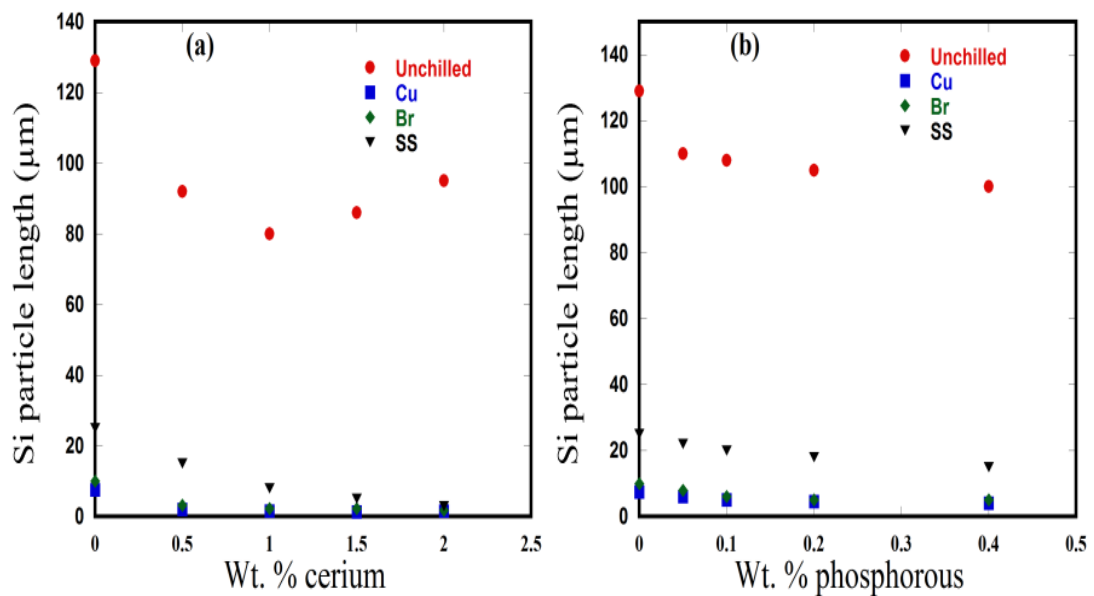 (a)
Unchilled
Cu
Br
SS
140
120
100
80
60
40
20
0
0 0.5 1 1.5 2 2.5
Si particle length (µm)
Wt. % cerium
(b)
Unchilled
Cu
Br
SS
140
120
100
80
60
40
20
0
0 0.1 0.2 0.3 0.4 0.5
Si particle length (µm)
Wt. % phosphorous